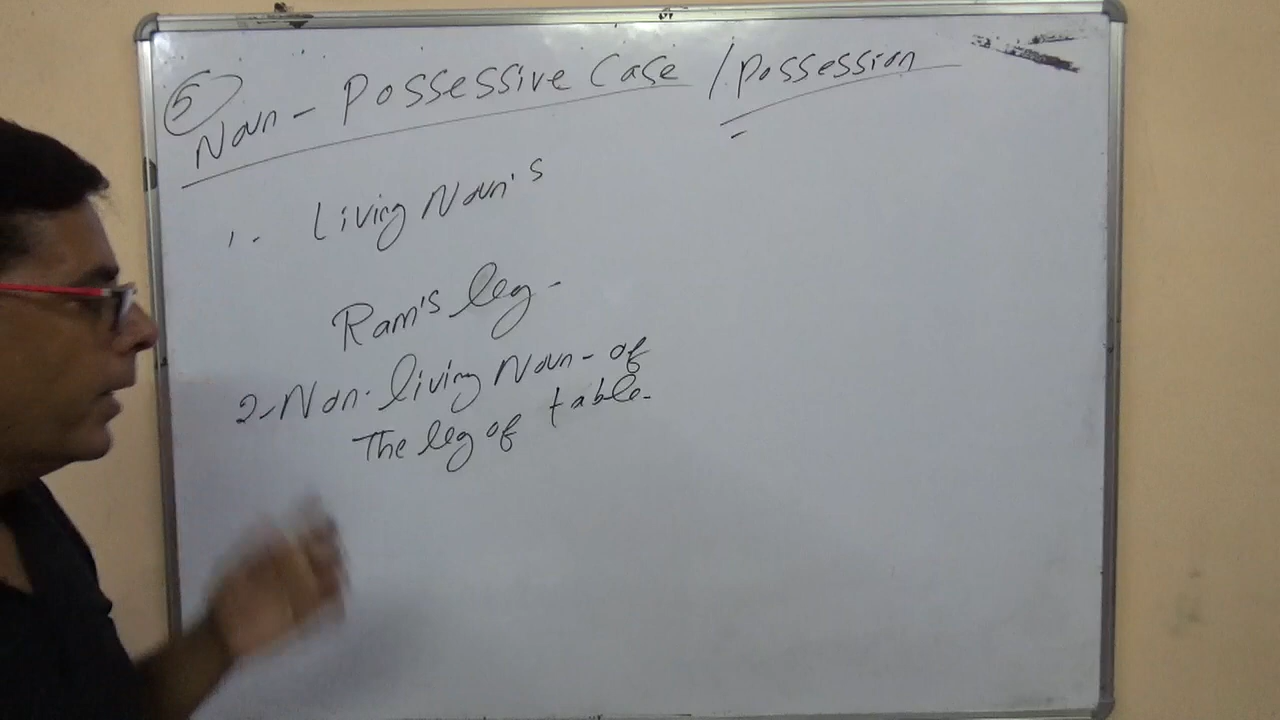 5
Noun - Possessive Case / possession
1. Living Noun's
Ram's leg.
2. Non-living Noun - of
The leg of table.